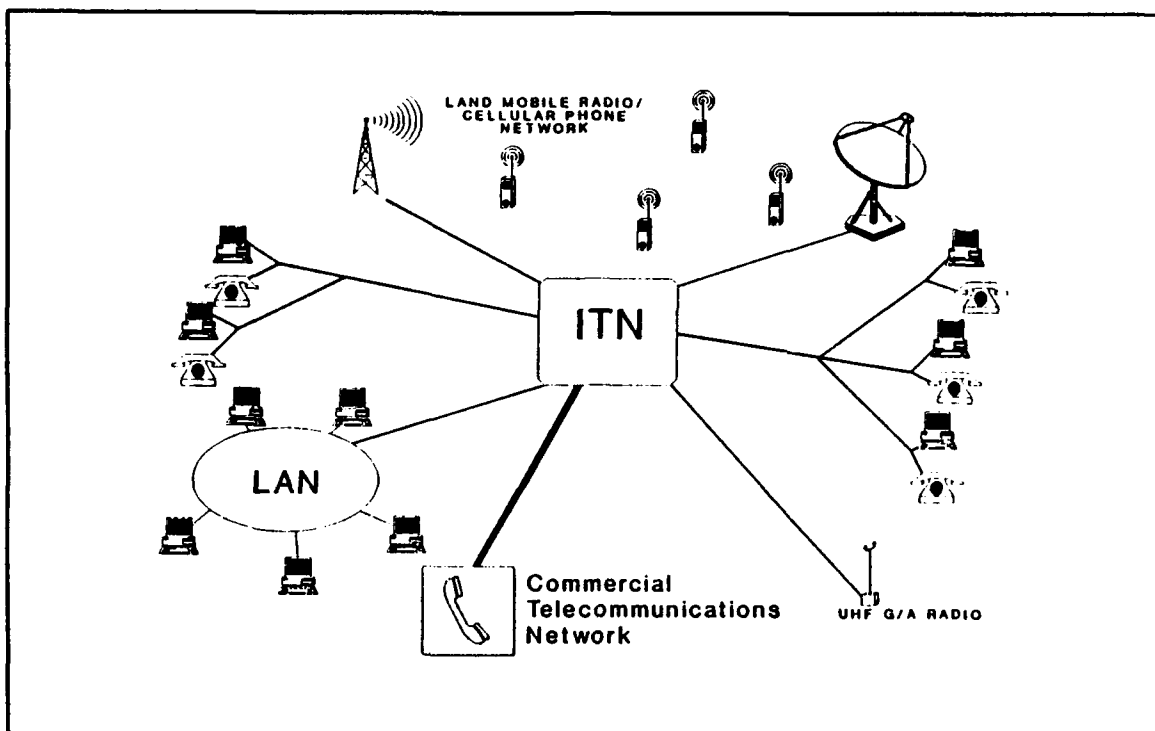 LAND MOBILE RADIO/
CELLULAR PHONE
NETWORK
ITN
LAN
Commercial
Telecommunications
Network
UHF G/A RADIO